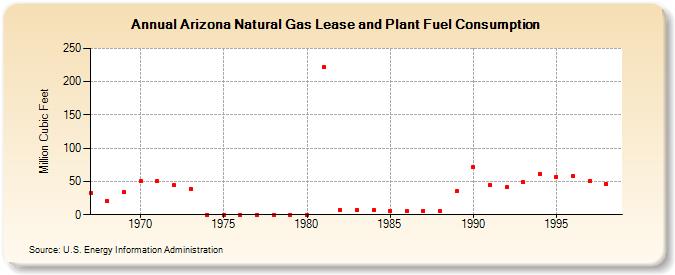 Annual Arizona Natural Gas Lease and Plant Fuel Consumption
Million Cubic Feet
250
200
150
100
50
0
1970 1975 1980 1985 1990 1995
Source: U.S. Energy Information Administration